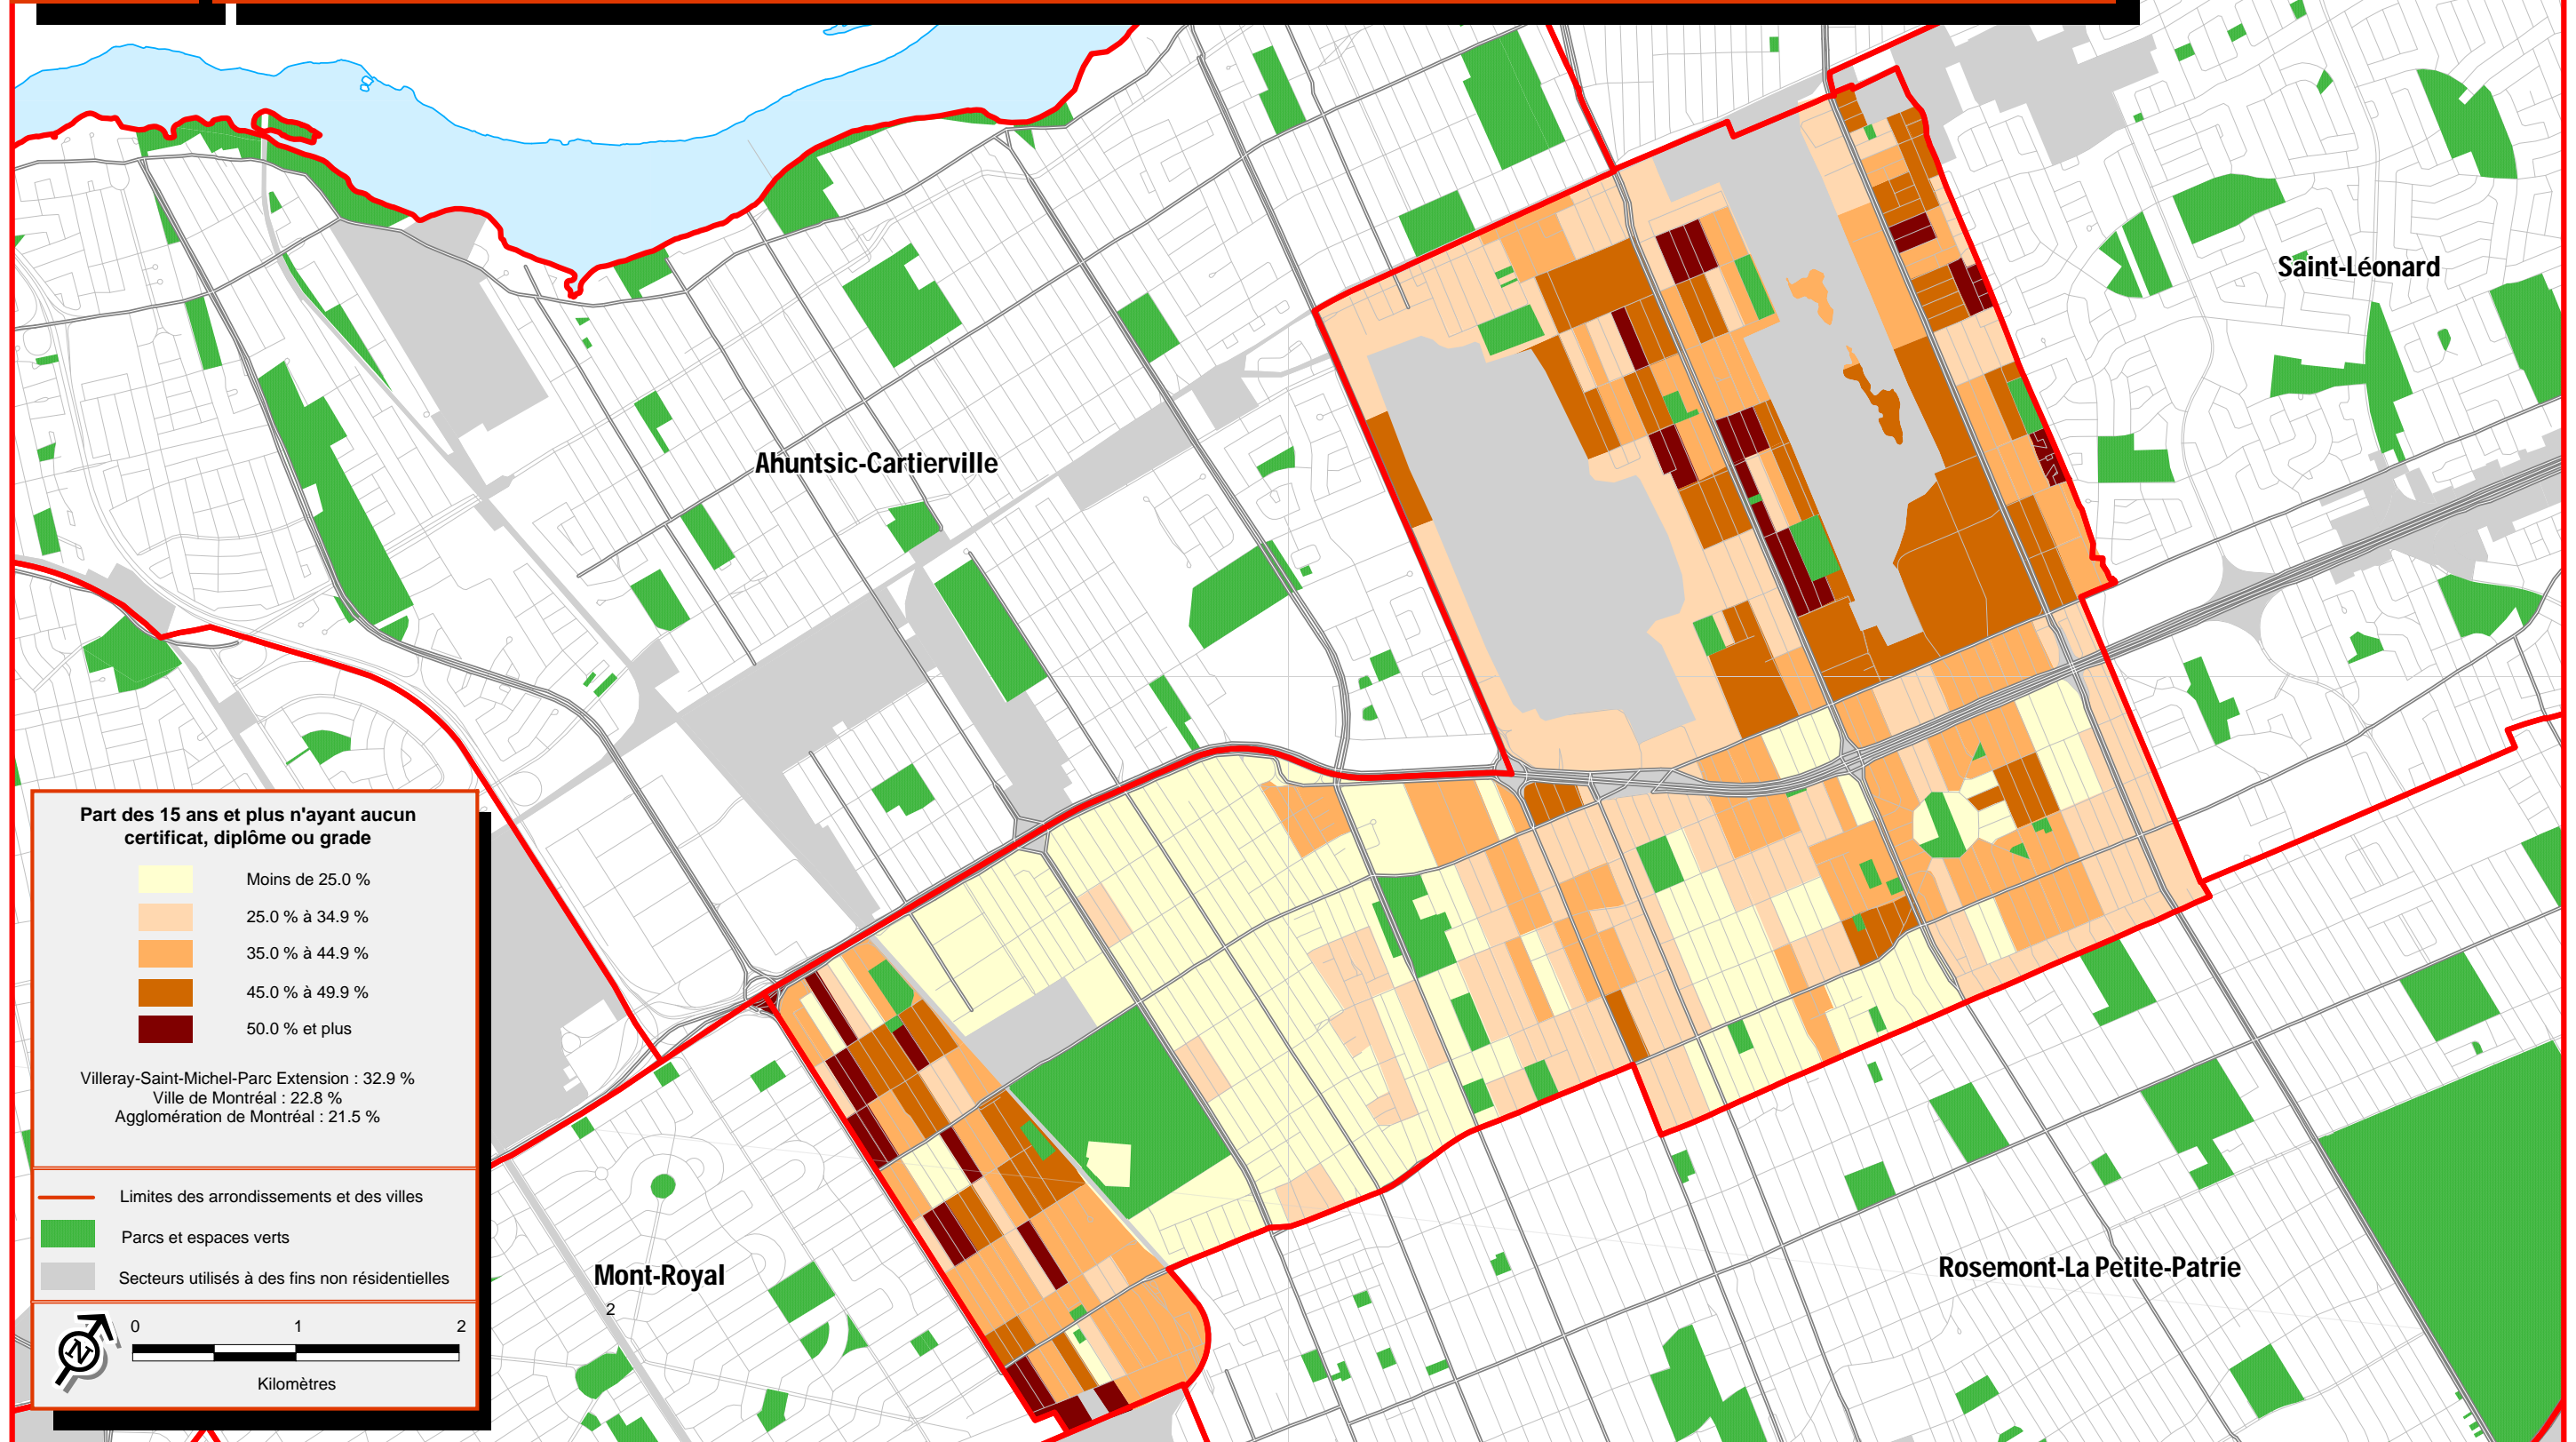 Saint-Léonard
Ahuntsic-Cartierville
Part des 15 ans et plus n'ayant aucun
certificat, diplôme ou grade
Moins de 25.0 %
25.0 % à 34.9 %
35.0 % à 44.9 %
45.0 % à 49.9 %
50.0 % et plus
Villeray-Saint-Michel-Parc Extension : 32.9 %
Ville de Montréal : 22.8 %
Agglomération de Montréal : 21.5 %
Limites des arrondissements et des villes
Parcs et espaces verts
Secteurs utilisés à des fins non résidentielles
N
0 1 2
Kilomètres
Mont-Royal
2
Rosemont-La Petite-Patrie